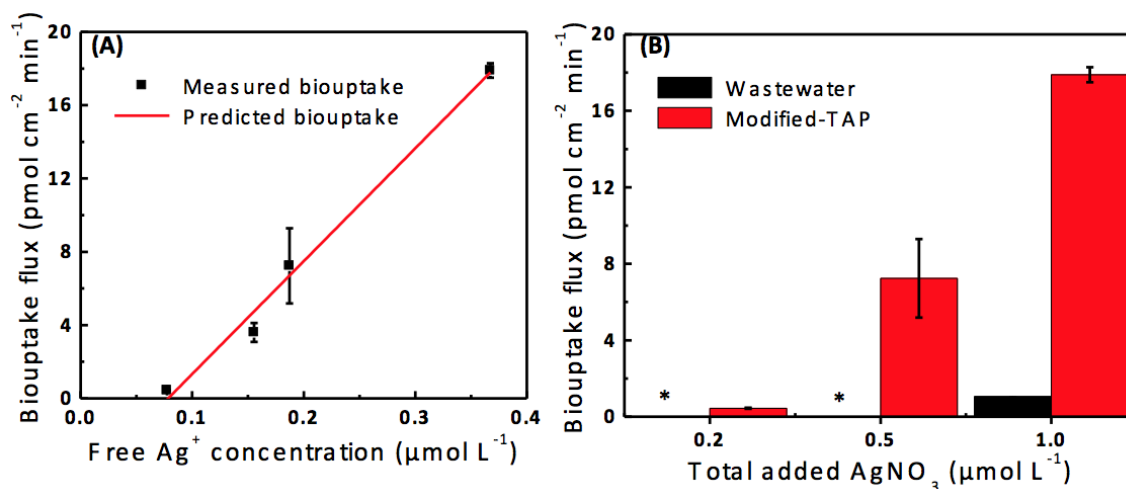 (A)
Measured biouptake
Predicted biouptake
Biouptake flux (pmol cm⁻² min⁻¹)
20
16
12
8
4
0
0.0 0.1 0.2 0.3 0.4
Free Ag⁺ concentration (µmol L⁻¹)
(B)
Wastewater
Modified-TAP
Biouptake flux (pmol cm⁻² min⁻¹)
20
16
12
8
4
0
* *
0.2 0.5 1.0
Total added AgNO₃ (µmol L⁻¹)